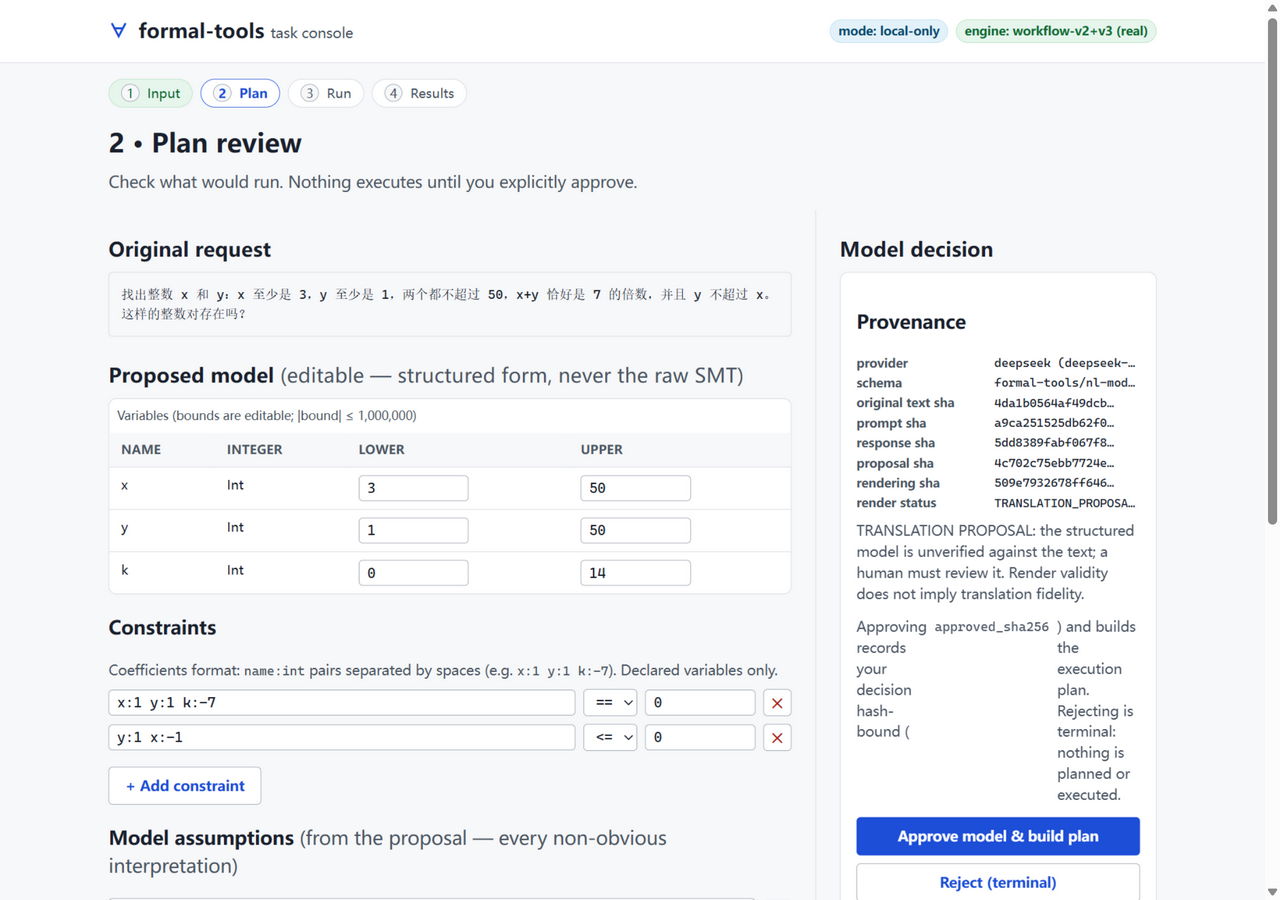 ∀ formal-tools task console
mode: local-only
engine: workflow-v2+v3 (real)
1 Input
2 Plan
3 Run
4 Results
2 • Plan review
Check what would run. Nothing executes until you explicitly approve.
Original request
找出整数 x 和 y：x 至少是 3，y 至少是 1，两个都不超过 50，x+y 恰好是 7 的倍数，并且 y 不超过 x。
这样的整数对存在吗？
Proposed model (editable — structured form, never the raw SMT)
Variables (bounds are editable; |bound| ≤ 1,000,000)
NAME INTEGER LOWER UPPER
x Int 3 50
y Int 1 50
k Int 0 14
Constraints
Coefficients format: name:int pairs separated by spaces (e.g. x:1 y:1 k:−7). Declared variables only.
x:1 y:1 k:−7 == 0
y:1 x:−1 <= 0
+ Add constraint
Model assumptions (from the proposal — every non-obvious
interpretation)
Model decision
Provenance
provider deepseek (deepseek-…
schema formal-tools/nl-mod…
original text sha 4da1b0564af49dcb…
prompt sha a9ca251525db62f0…
response sha 5dd8389fabf067f8…
proposal sha 4c702c75ebb7724e…
rendering sha 509e7932678ff646…
render status TRANSLATION_PROPOSA…
TRANSLATION PROPOSAL: the structured
model is unverified against the text; a
human must review it. Render validity
does not imply translation fidelity.
Approving
records
your
decision
hash-
bound (
approved_sha256
) and builds
the
execution
plan.
Rejecting is
terminal:
nothing is
planned or
executed.
Approve model & build plan
Reject (terminal)